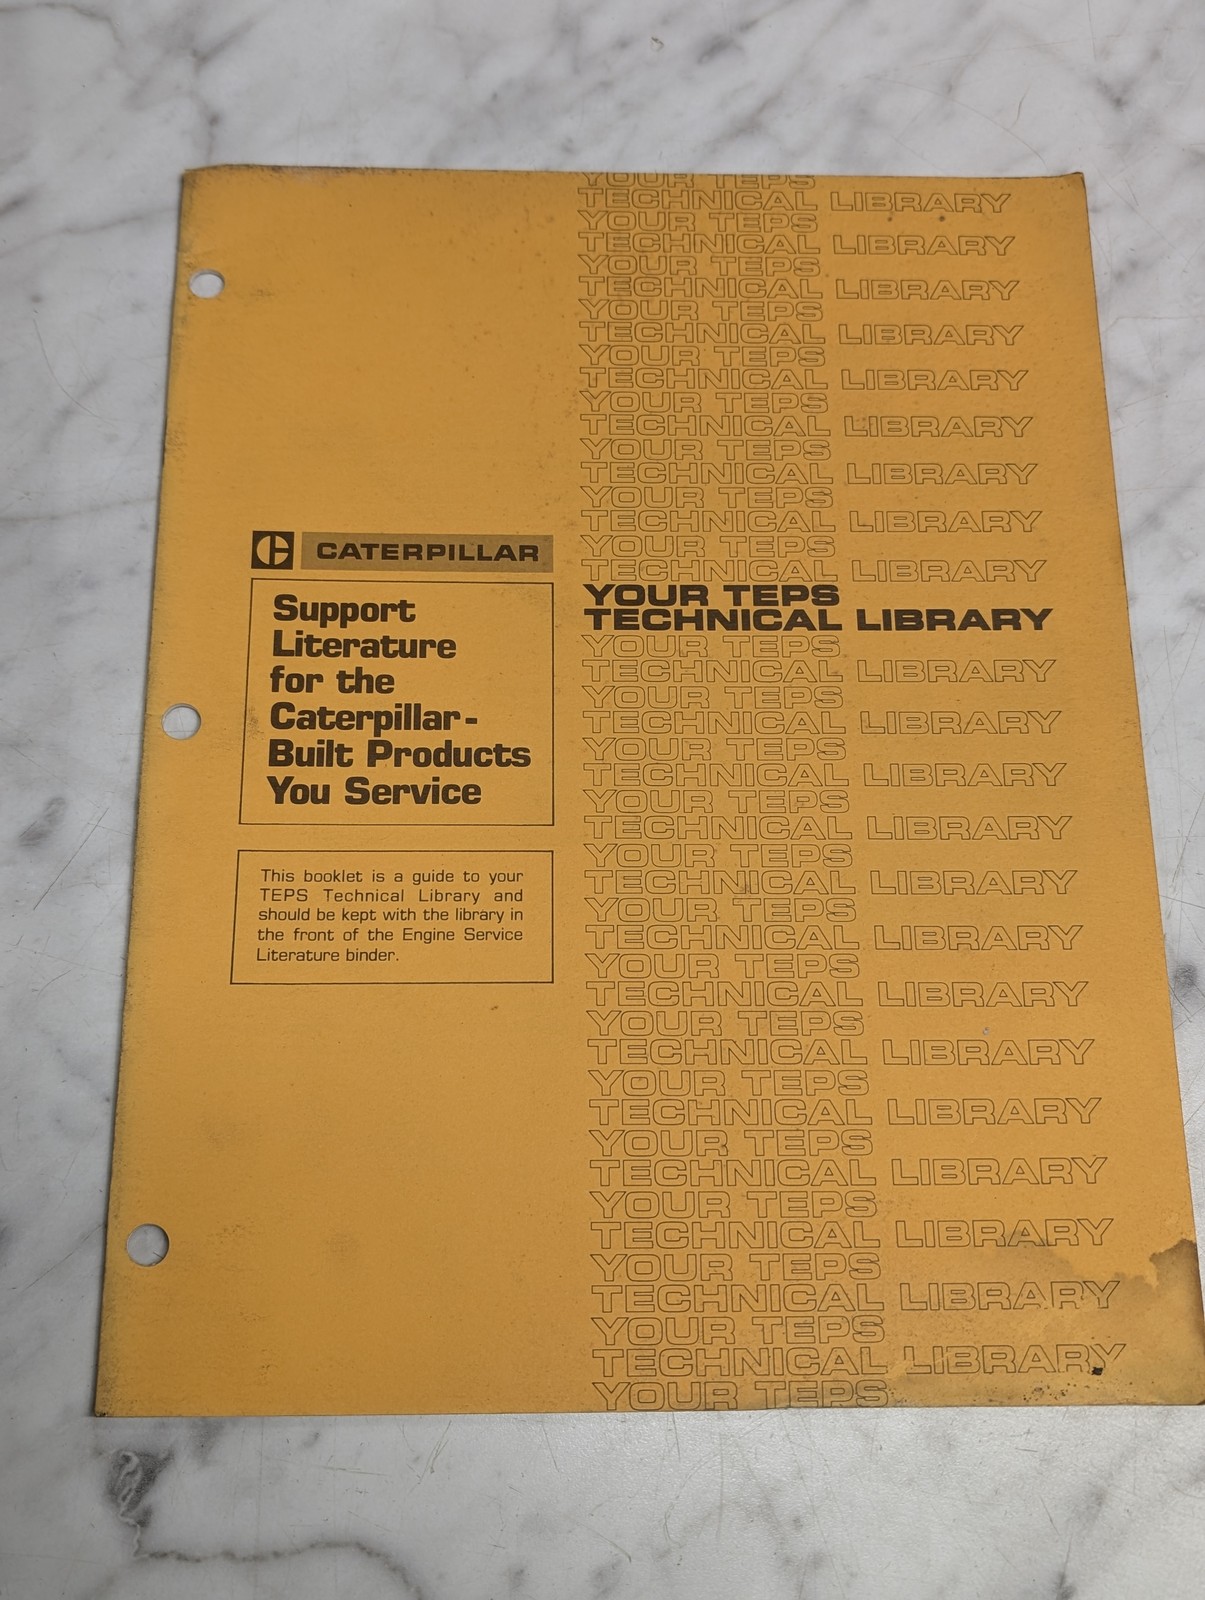 CATERPILLAR
Support
Literature
for the
Caterpillar-
Built Products
You Service
This booklet is a guide to your
TEPS Technical Library and
should be kept with the library in
the front of the Engine Service
Literature binder.
YOUR TEPS
TECHNICAL LIBRARY
YOUR TEPS
TECHNICAL LIBRARY
YOUR TEPS
TECHNICAL LIBRARY
YOUR TEPS
TECHNICAL LIBRARY
YOUR TEPS
TECHNICAL LIBRARY
YOUR TEPS
TECHNICAL LIBRARY
YOUR TEPS
TECHNICAL LIBRARY
YOUR TEPS
TECHNICAL LIBRARY
YOUR TEPS
TECHNICAL LIBRARY
YOUR TEPS
TECHNICAL LIBRARY
YOUR TEPS
TECHNICAL LIBRARY
YOUR TEPS
TECHNICAL LIBRARY
YOUR TEPS
TECHNICAL LIBRARY
YOUR TEPS
TECHNICAL LIBRARY
YOUR TEPS
TECHNICAL LIBRARY
YOUR TEPS
TECHNICAL LIBRARY
YOUR TEPS
TECHNICAL LIBRARY
YOUR TEPS
TECHNICAL LIBRARY
YOUR TEPS
TECHNICAL LIBRARY
YOUR TEPS
TECHNICAL LIBRARY
YOUR TEPS
TECHNICAL LIBRARY
YOUR TEPS
TECHNICAL LIBRARY
YOUR TEPS
TECHNICAL LIBRARY
YOUR TEPS